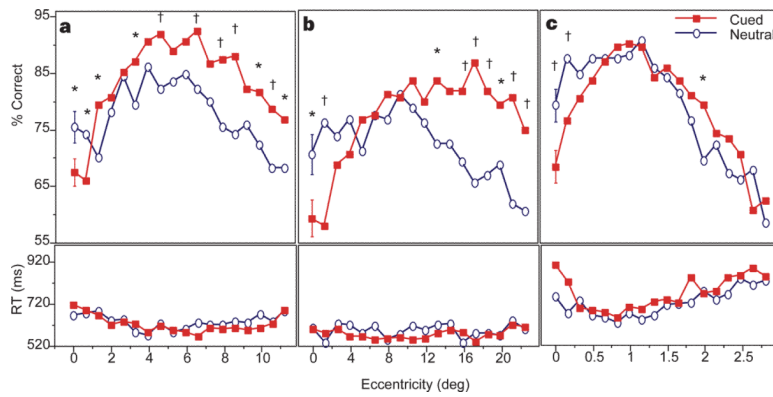 a
b
c
Cued
Neutral
% Correct
95
85
75
65
55
* * * * † † † † * † *
* † * † † † * † †
† † *
RT (ms)
920
720
520
0 2 4 6 8 10
0 4 8 12 16 20
0 0.5 1 1.5 2 2.5
Eccentricity (deg)